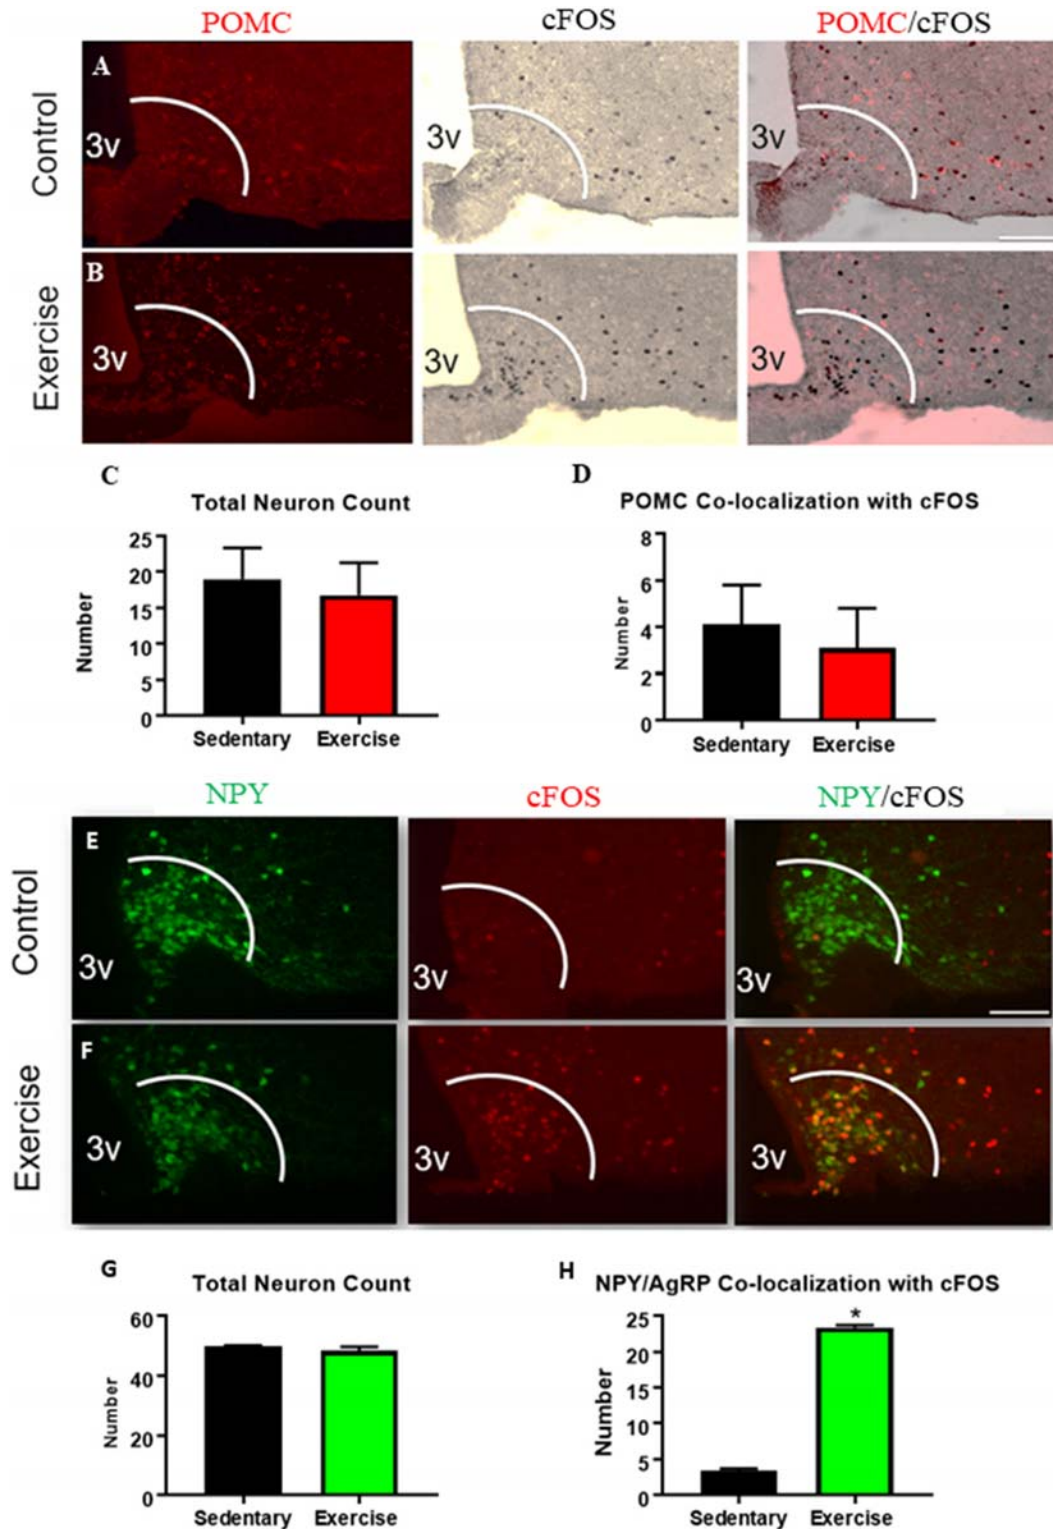 POMC cFOS POMC/cFOS
A
Control
3v 3v 3v
B
Exercise
3v 3v 3v
C
Total Neuron Count
Number
25
20
15
10
5
0
Sedentary Exercise
D
POMC Co-localization with cFOS
Number
8
6
4
2
0
Sedentary Exercise
NPY cFOS NPY/cFOS
E
Control
3v 3v
F
Exercise
3v 3v 3v
G
Total Neuron Count
Number
60
40
20
0
Sedentary Exercise
H
NPY/AgRP Co-localization with cFOS
Number
25
20
15
10
5
0
*
Sedentary Exercise